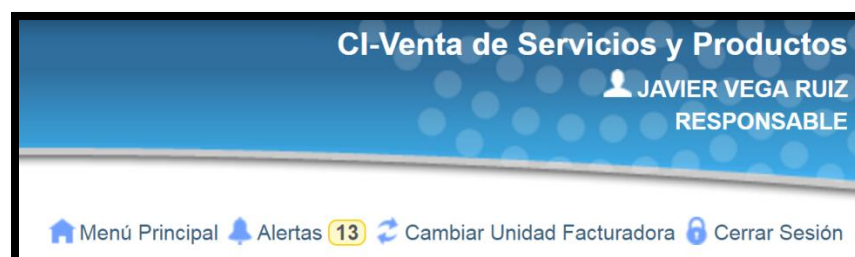 CI-Venta de Servicios y Productos
JAVIER VEGA RUIZ
RESPONSABLE
Menú Principal Alertas 13 Cambiar Unidad Facturadora Cerrar Sesión